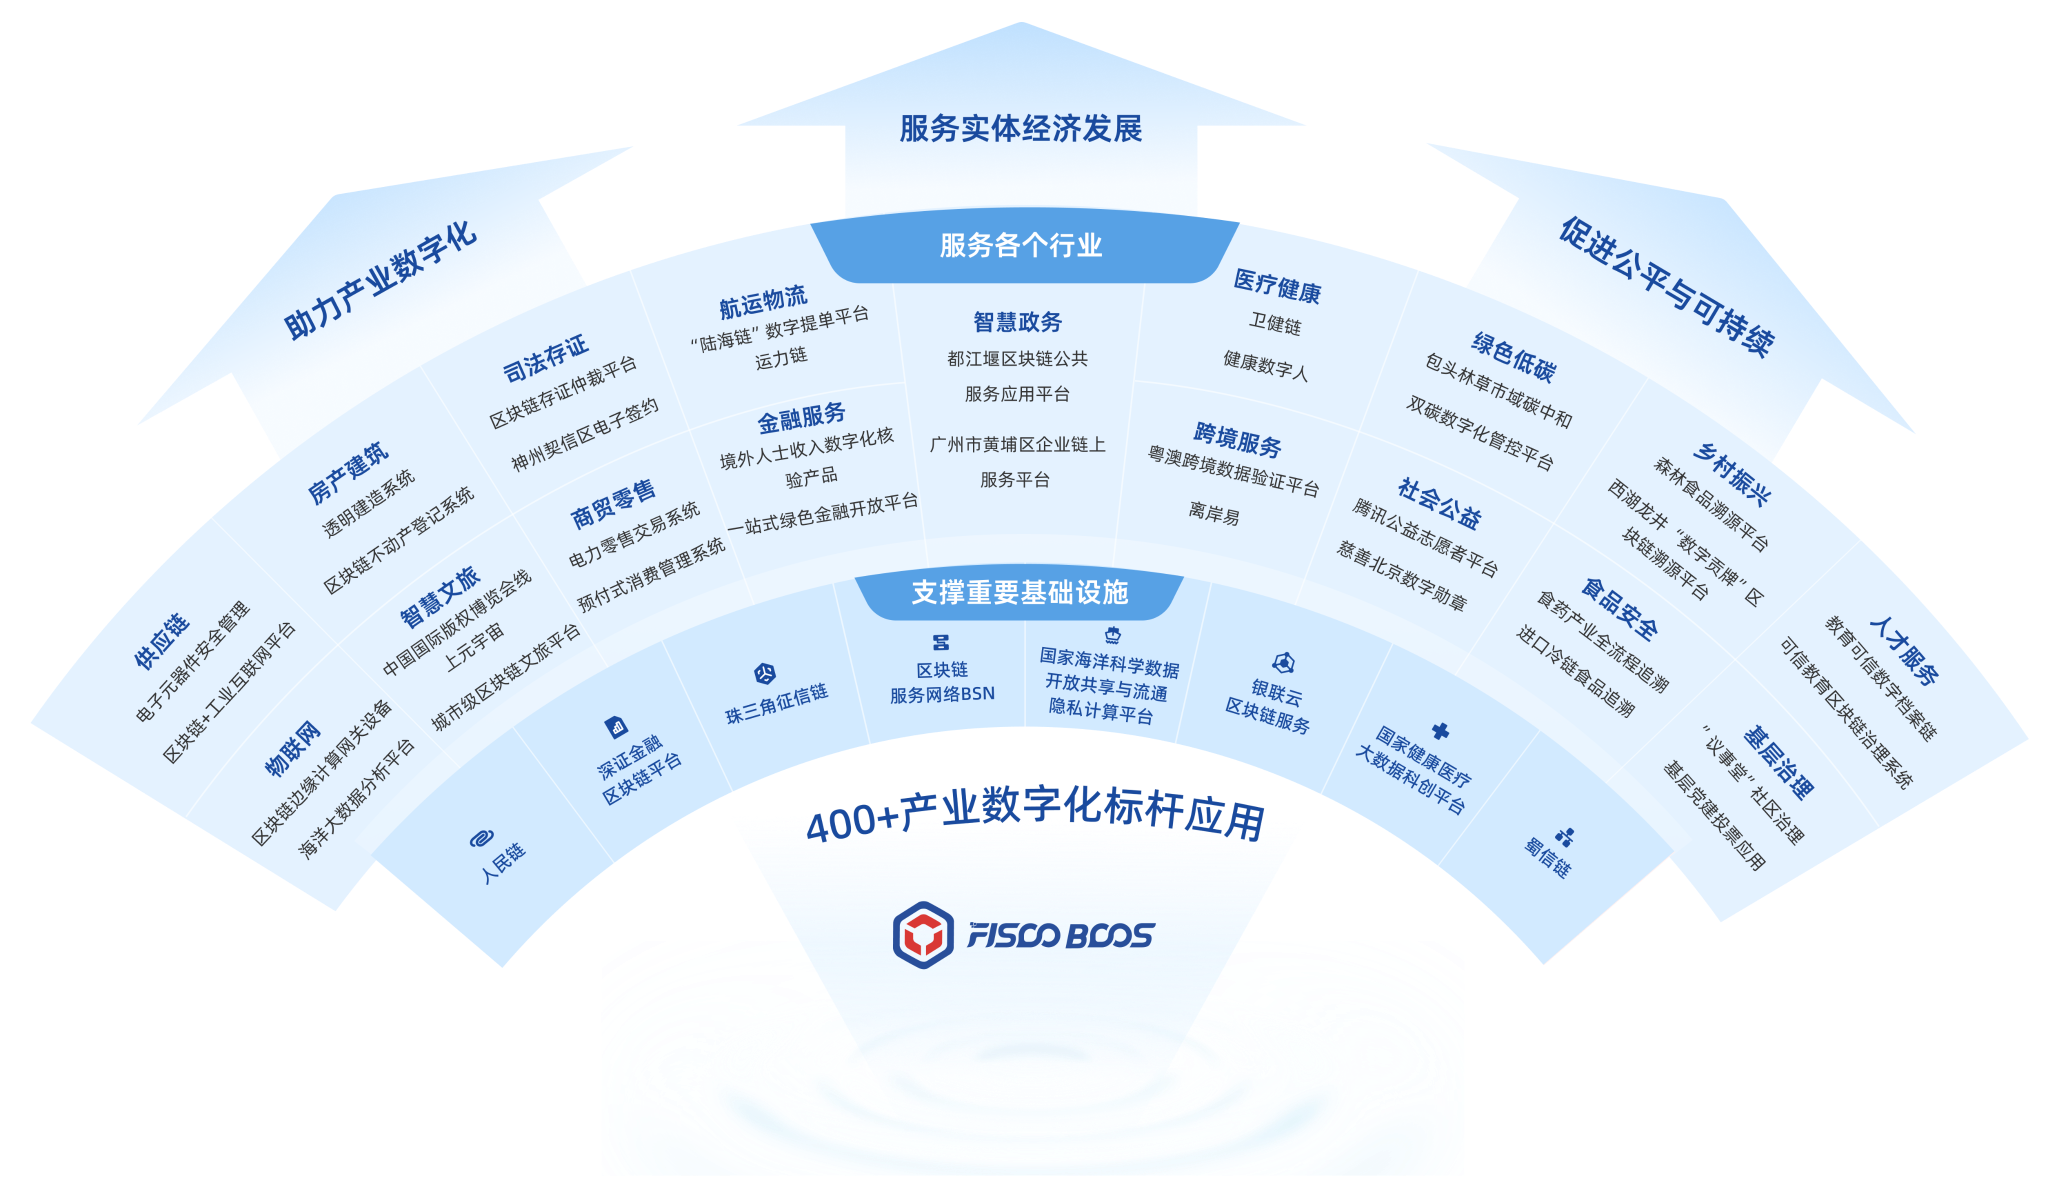 服务实体经济发展
助力产业数字化
促进公平与可持续
服务各个行业
供应链
电子元器件安全管理
区块链+工业互联网平台
物联网
区块链边缘计算网关设备
海洋大数据分析平台
房产建筑
透明建造系统
区块链不动产登记系统
智慧文旅
中国国际版权博览会线
上元宇宙
城市级区块链文旅平台
司法存证
区块链存证仲裁平台
神州契信区电子签约
商贸零售
电力零售交易系统
预付式消费管理系统
航运物流
“陆海链”数字提单平台
运力链
金融服务
境外人士收入数字化核
验产品
一站式绿色金融开放平台
智慧政务
都江堰区块链公共
服务应用平台
广州市黄埔区企业链上
服务平台
医疗健康
卫健链
健康数字人
跨境服务
粤澳跨境数据验证平台
离岸易
绿色低碳
包头林草市域碳中和
双碳数字化管控平台
社会公益
腾讯公益志愿者平台
慈善北京数字勋章
乡村振兴
森林食品溯源平台
西湖龙井“数字贡牌”区
块链溯源平台
食品安全
食药产业全流程追溯
进口冷链食品追溯
人才服务
教育可信数字档案链
可信教育区块链治理系统
基层治理
”议事堂”社区治理
基层党建投票应用
支撑重要基础设施
人民链
深证金融
区块链平台
珠三角征信链
区块链
服务网络BSN
国家海洋科学数据
开放共享与流通
隐私计算平台
银联云
区块链服务
国家健康医疗
大数据科创平台
蜀信链
400+产业数字化标杆应用
FISCO BCOS